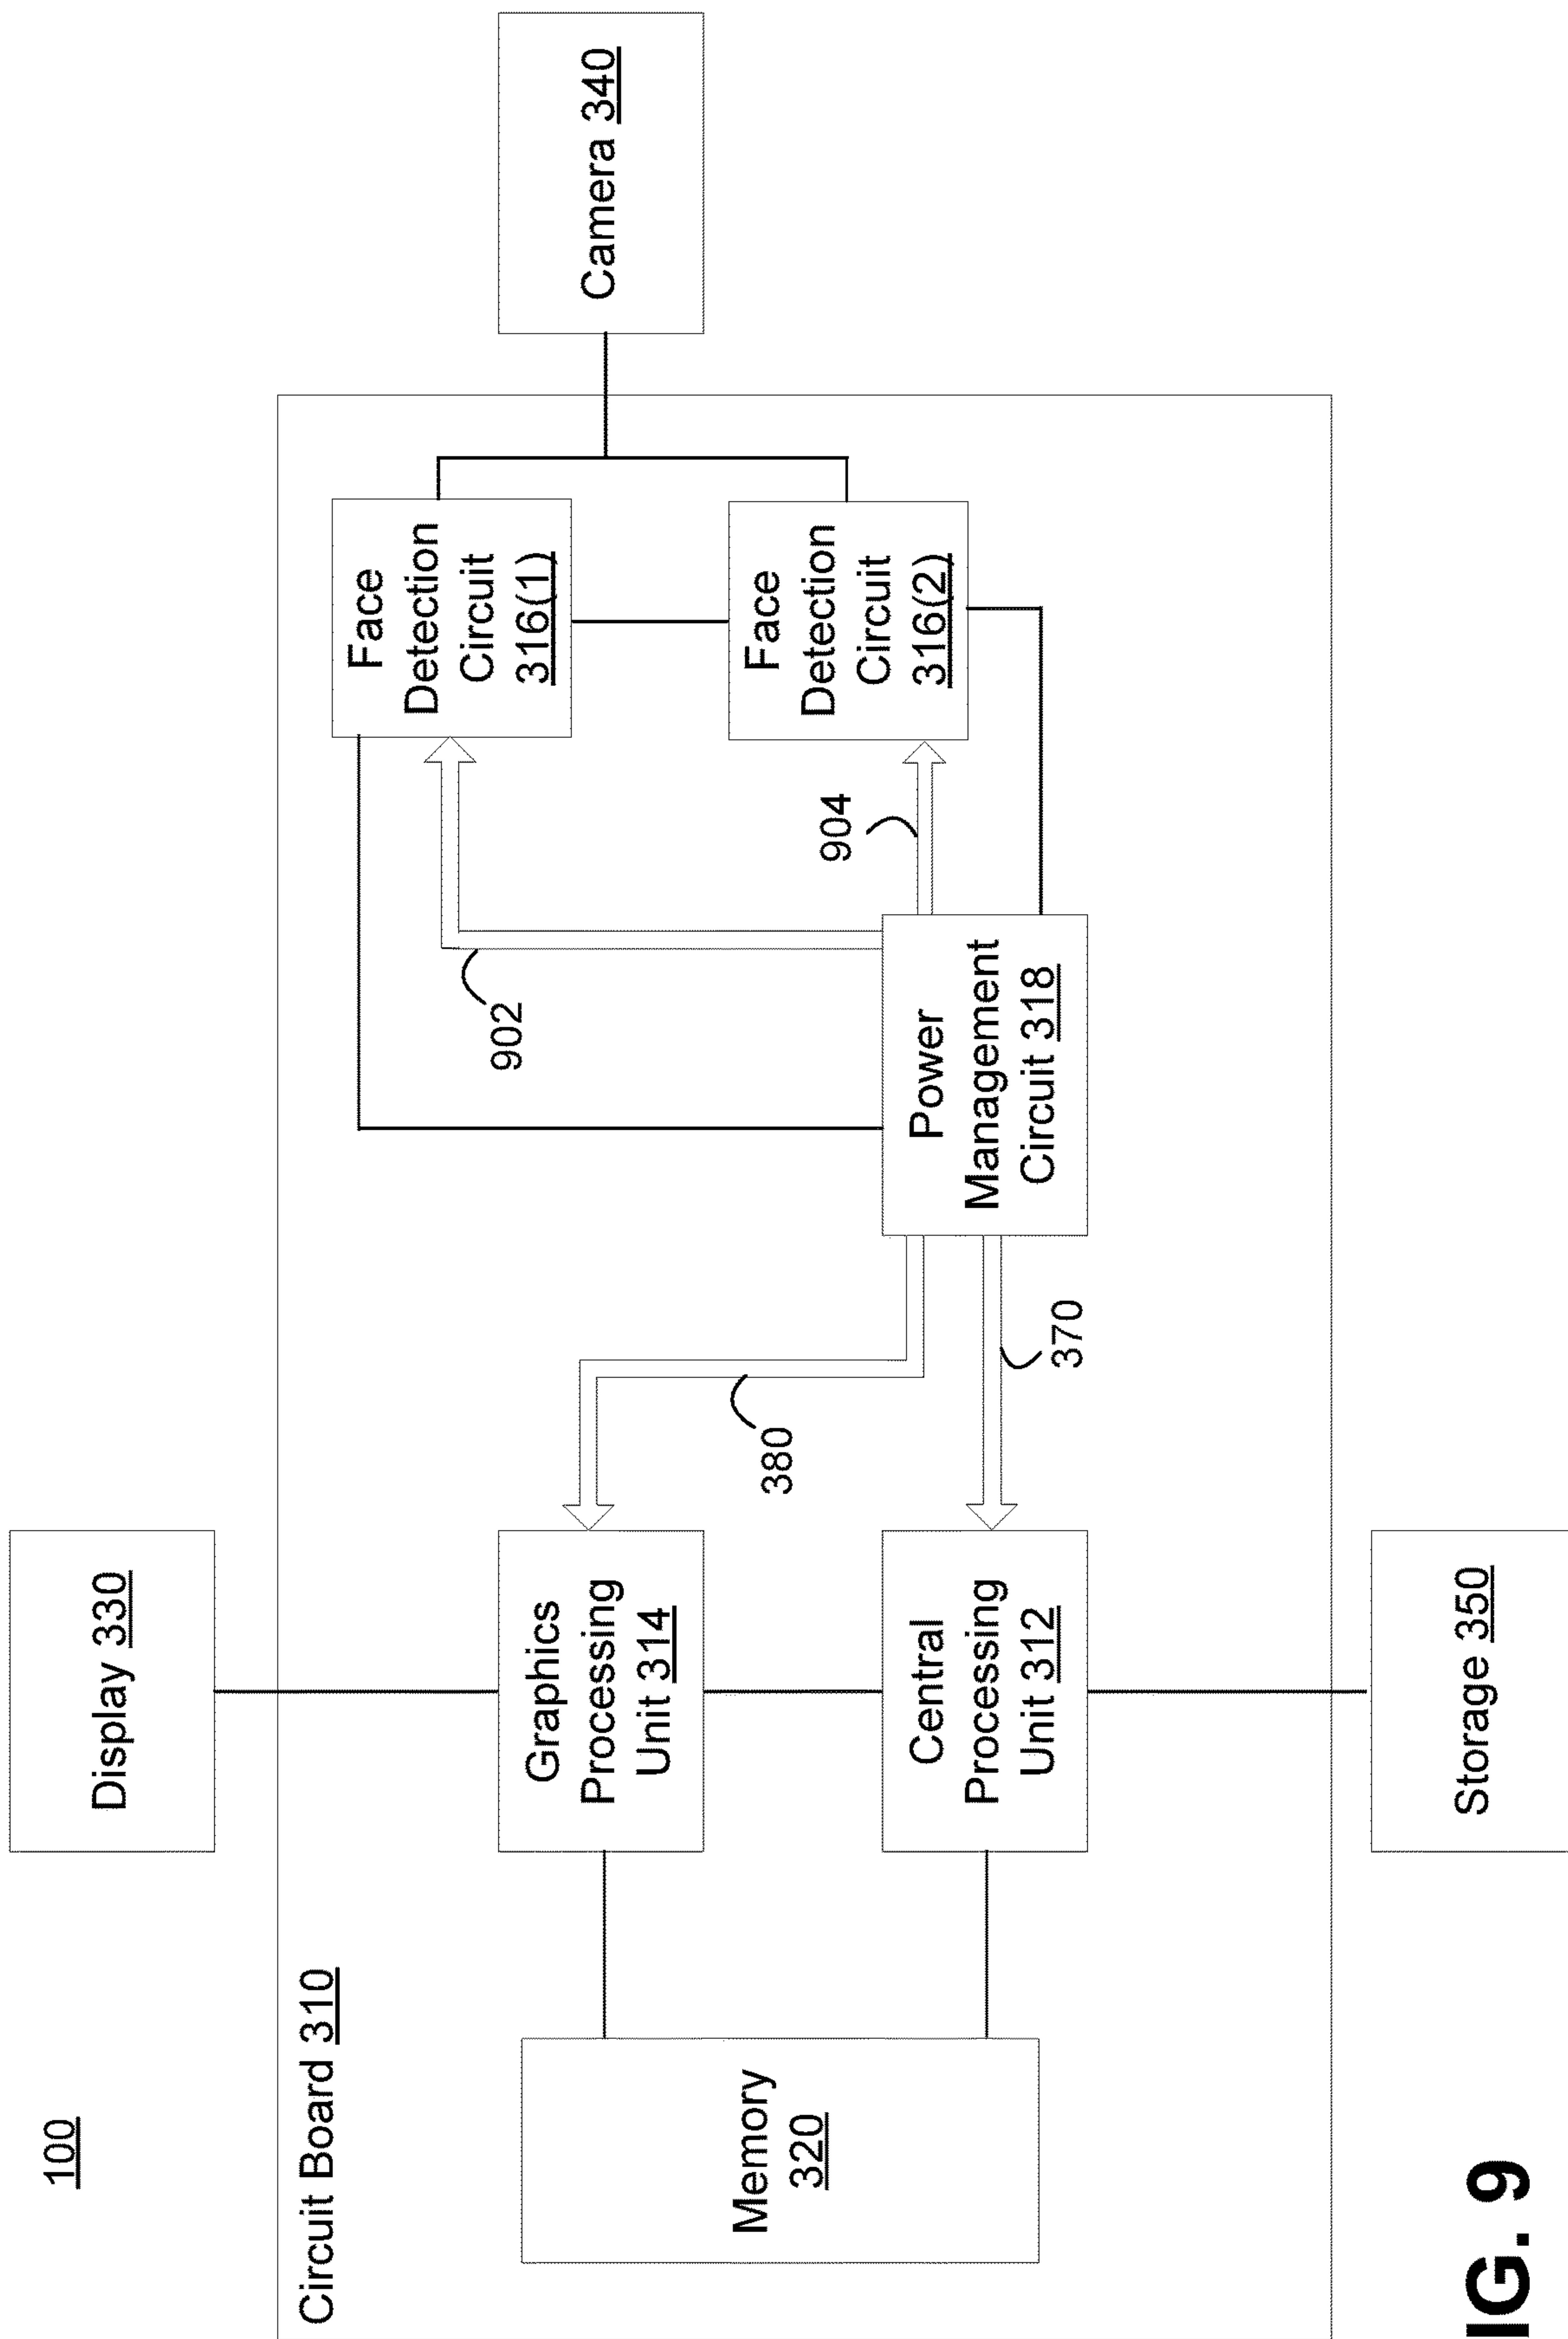 100
Display 330
Circuit Board 310
Graphics
Processing
Unit 314
Face
Detection
Circuit
316(1)
Camera 340
Memory
320
380
902
Central
Processing
Unit 312
370
Power
Management
Circuit 318
904
Face
Detection
Circuit
316(2)
Storage 350
IG. 9